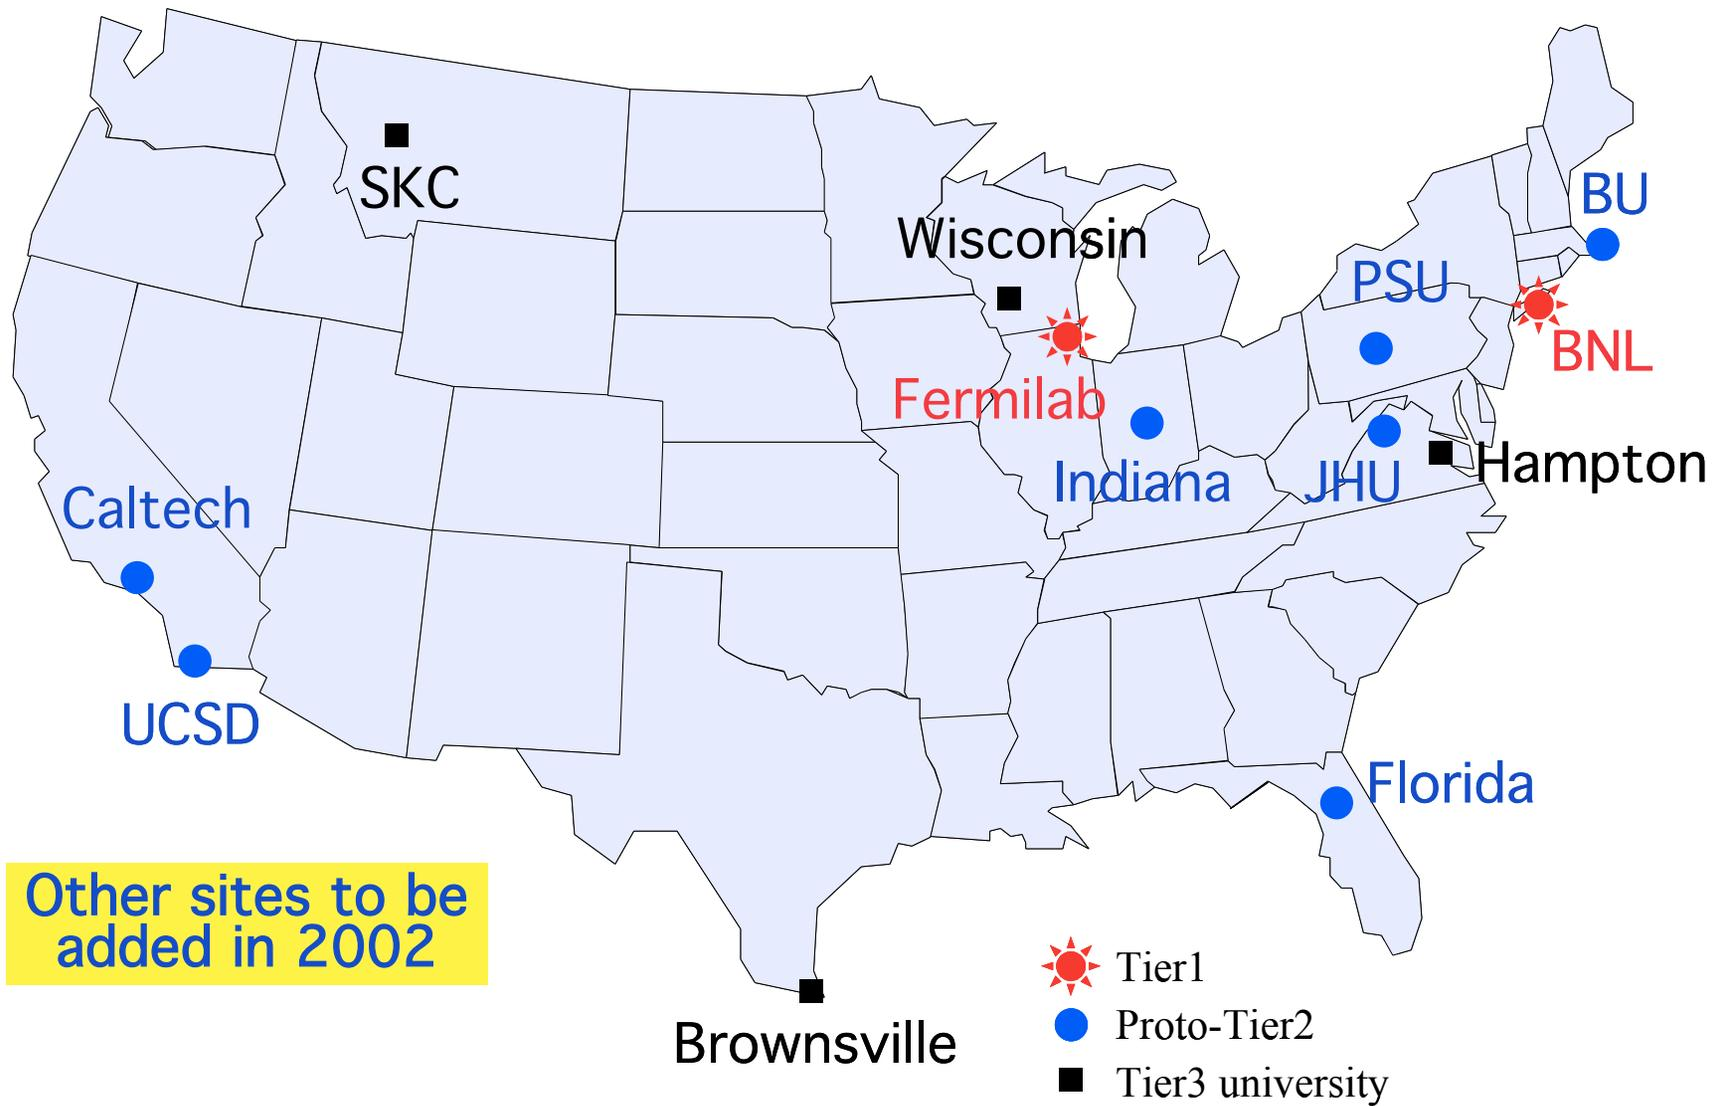 SKC
BU
Wisconsin
PSU
BNL
Fermilab
Hampton
Indiana
JHU
Caltech
UCSD
Florida
Other sites to be
added in 2002
Brownsville
Tier1
Proto-Tier2
Tier3 university